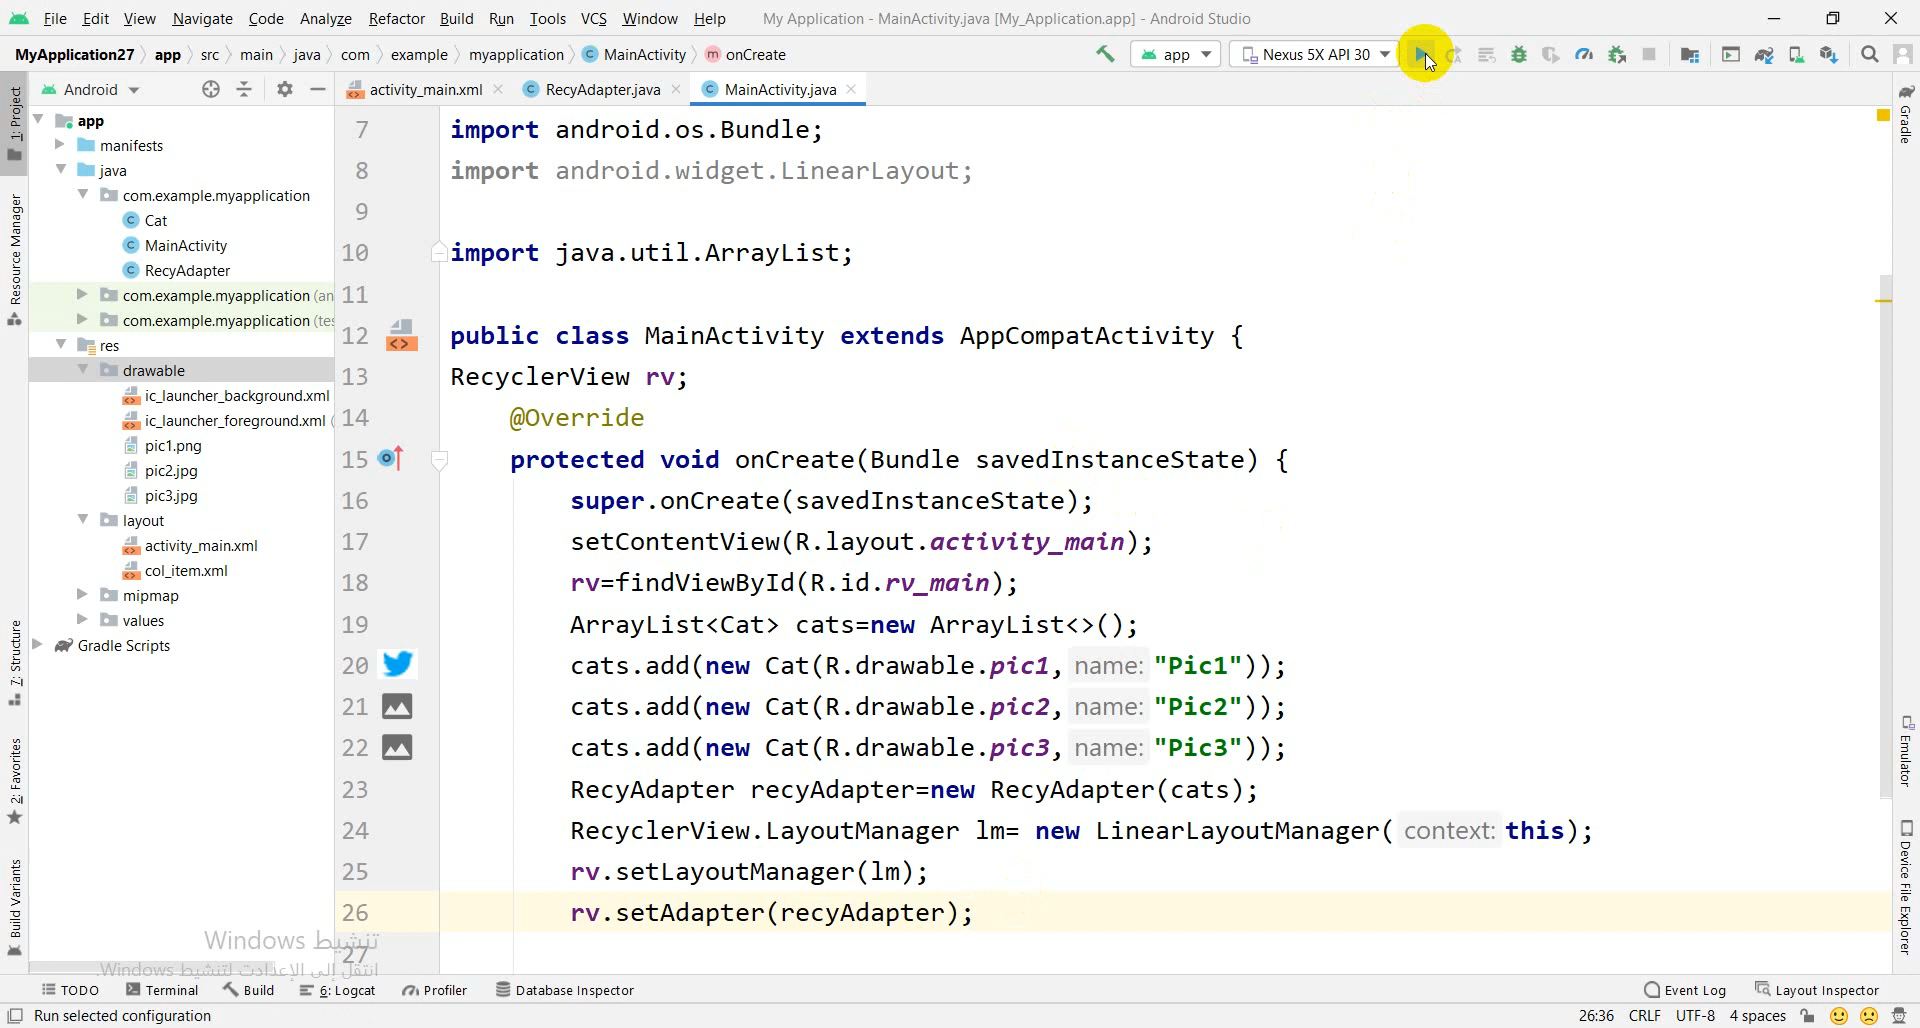 File Edit View Navigate Code Analyze Refactor Build Run Tools VCS Window Help My Application - MainActivity.java [My_Application.app] - Android Studio
MyApplication27 app src main java com example myapplication MainActivity onCreate app Nexus 5X API 30
Android activity_main.xml RecyAdapter.java MainActivity.java
1: Project
Resource Manager
7: Structure
2: Favorites
Build Variants
app
manifests
java
com.example.myapplication
Cat
MainActivity
RecyAdapter
com.example.myapplication (an
com.example.myapplication (tes
res
drawable
ic_launcher_background.xml
ic_launcher_foreground.xml (
pic1.png
pic2.jpg
pic3.jpg
layout
activity_main.xml
col_item.xml
mipmap
values
Gradle Scripts
7 import android.os.Bundle;
8 import android.widget.LinearLayout;
9
10 import java.util.ArrayList;
11
12 public class MainActivity extends AppCompatActivity {
13 RecyclerView rv;
14 @Override
15 protected void onCreate(Bundle savedInstanceState) {
16 super.onCreate(savedInstanceState);
17 setContentView(R.layout.activity_main);
18 rv=findViewById(R.id.rv_main);
19 ArrayList<Cat> cats=new ArrayList<>();
20 cats.add(new Cat(R.drawable.pic1, name: "Pic1"));
21 cats.add(new Cat(R.drawable.pic2, name: "Pic2"));
22 cats.add(new Cat(R.drawable.pic3, name: "Pic3"));
23 RecyAdapter recyAdapter=new RecyAdapter(cats);
24 RecyclerView.LayoutManager lm= new LinearLayoutManager( context: this);
25 rv.setLayoutManager(lm);
26 rv.setAdapter(recyAdapter);
27
Gradle
Emulator
Device File Explorer
تنشيط Windows
انتقل إلى الإعدادات لتنشيط Windows.
TODO Terminal Build 6: Logcat Profiler Database Inspector Event Log Layout Inspector
Run selected configuration 26:36 CRLF UTF-8 4 spaces